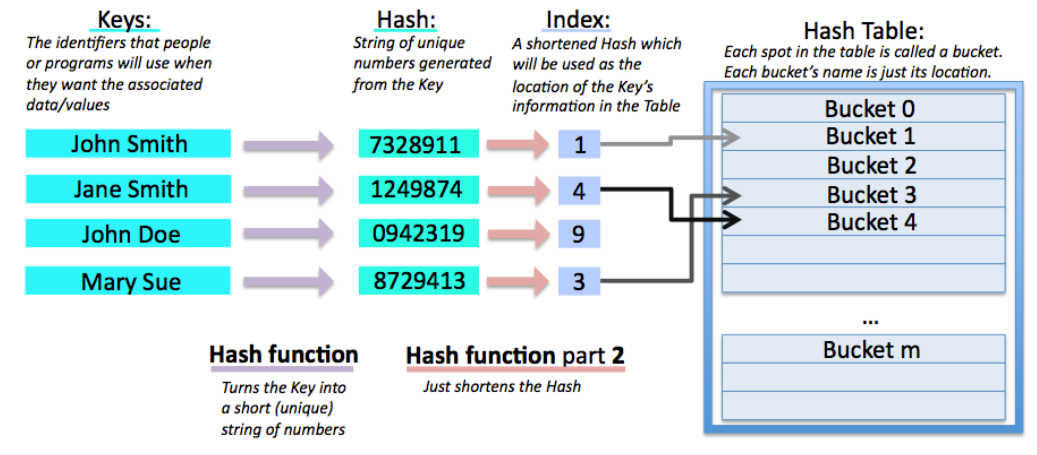 Keys:
The identifiers that people
or programs will use when
they want the associated
data/values
Hash:
String of unique
numbers generated
from the Key
Index:
A shortened Hash which
will be used as the
location of the Key's
information in the Table
Hash Table:
Each spot in the table is called a bucket.
Each bucket's name is just its location.
John Smith
7328911
1
Jane Smith
1249874
4
John Doe
0942319
9
Mary Sue
8729413
3
Bucket 0
Bucket 1
Bucket 2
Bucket 3
Bucket 4
...
Bucket m
Hash function
Turns the Key into
a short (unique)
string of numbers
Hash function part 2
Just shortens the Hash